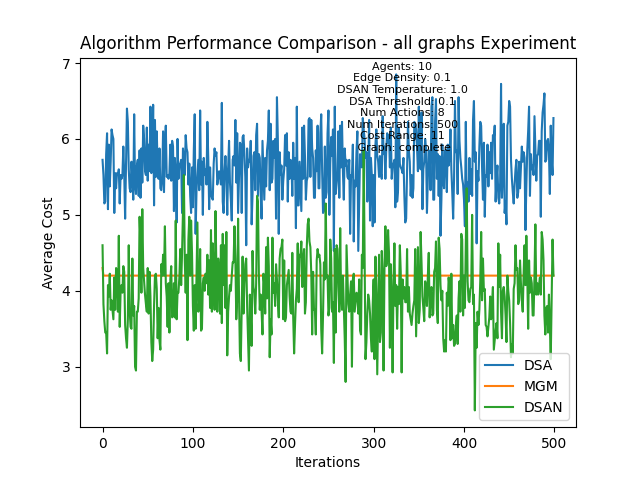 Algorithm Performance Comparison - all graphs Experiment
Agents: 10
Edge Density: 0.1
DSAN Temperature: 1.0
DSA Threshold: 0.1
Num Actions: 8
Num Iterations: 500
Cost Range: 11
Graph: complete
Average Cost
7
6
5
4
3
0
100
200
300
400
500
Iterations
DSA
MGM
DSAN